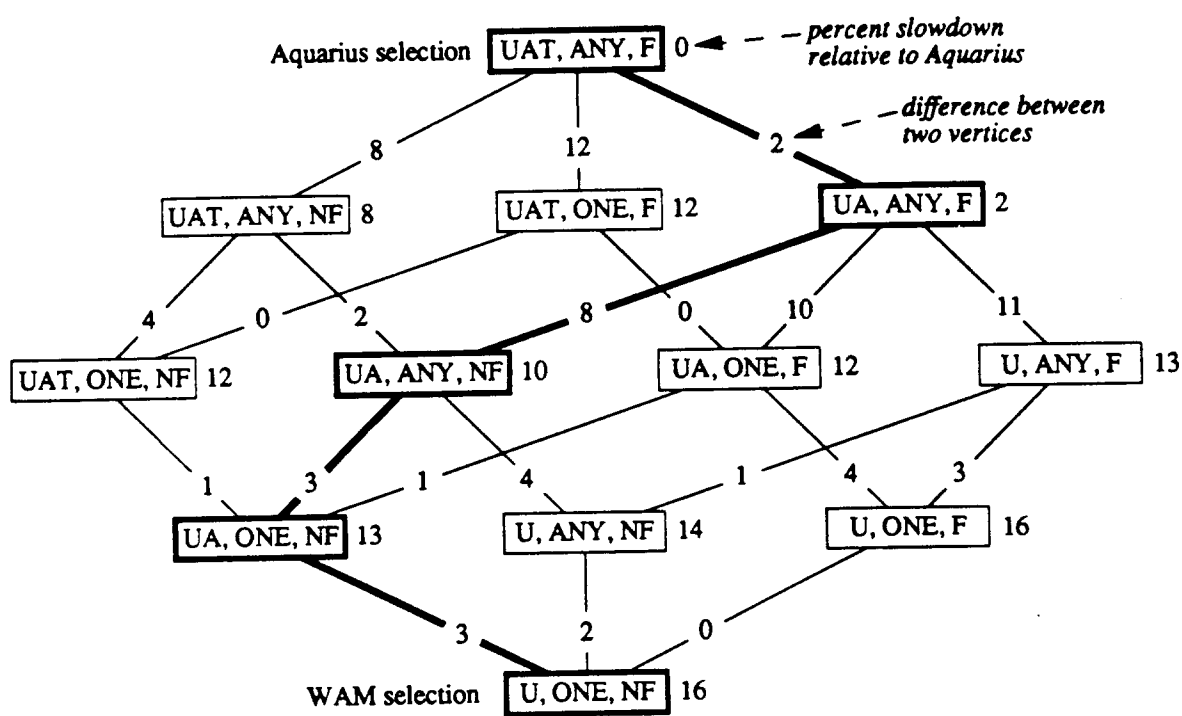 Aquarius selection UAT, ANY, F 0 percent slowdown
relative to Aquarius
difference between
two vertices
8 12 2
UAT, ANY, NF 8 UAT, ONE, F 12 UA, ANY, F 2
4 0 2 8 0 10 11
UAT, ONE, NF 12 UA, ANY, NF 10 UA, ONE, F 12 U, ANY, F 13
1 3 1 4 1 4 3
UA, ONE, NF 13 U, ANY, NF 14 U, ONE, F 16
3 2 0
WAM selection U, ONE, NF 16